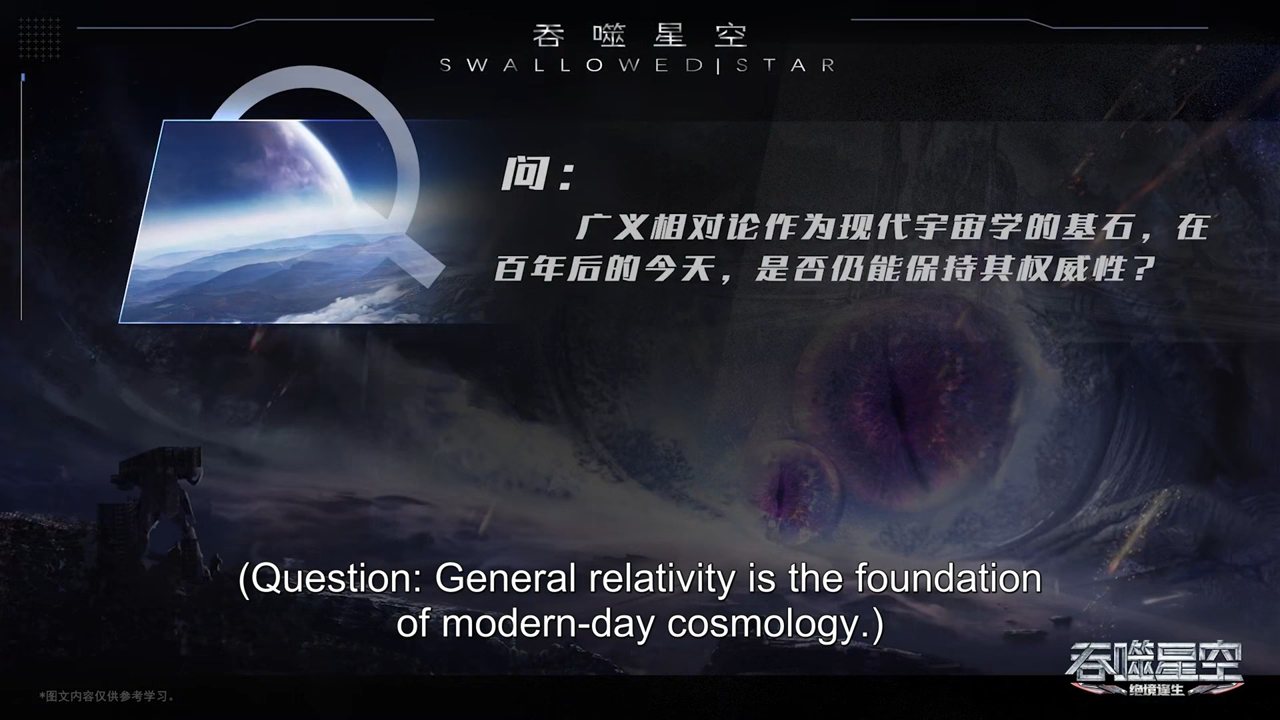 吞噬星空
SWALLOWED|STAR
问：
广义相对论作为现代宇宙学的基石，在
百年后的今天，是否仍能保持其权威性？
(Question: General relativity is the foundation
of modern-day cosmology.)
吞噬星空
绝境逢生
*图文内容仅供参考学习。